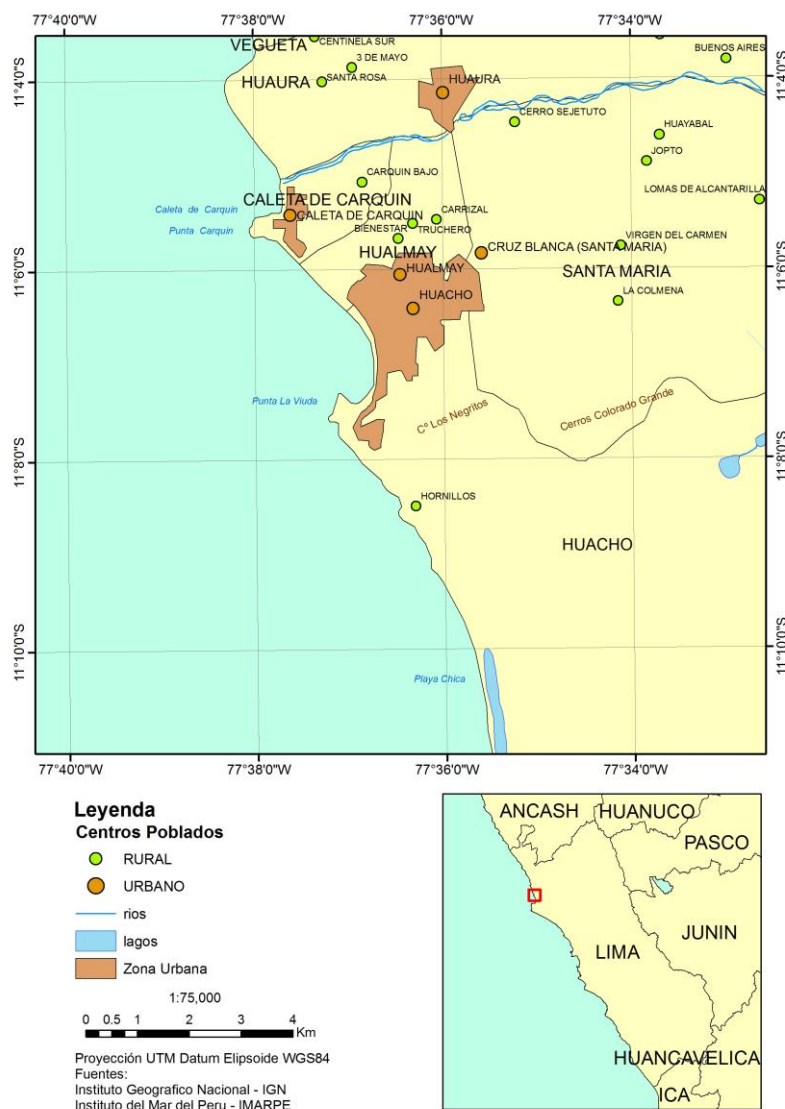 77°40'0"W 77°38'0"W 77°36'0"W 77°34'0"W
VEGUETA
CENTINELA SUR
BUENOS AIRES
3 DE MAYO
11°4'0"S
HUAURA
SANTA ROSA
HUAURA
11°4'0"S
CERRO SEJETUTO
HUAYABAL
JOPTO
CARQUIN BAJO
LOMAS DE ALCANTARILLA
CALETA DE CARQUIN
Caleta de Carquin
CALETA DE CARQUIN
CARRIZAL
Punta Carquin
BIENESTAR
TRUCHERO
VIRGEN DEL CARMEN
HUALMAY
CRUZ BLANCA (SANTA MARIA)
11°6'0"S
HUALMAY
SANTA MARIA
11°6'0"S
HUACHO
LA COLMENA
Punta La Viuda
Cº Los Negritos
Cerros Colorado Grande
11°8'0"S
11°8'0"S
HORNILLOS
HUACHO
11°10'0"S
11°10'0"S
Playa Chica
77°40'0"W 77°38'0"W 77°36'0"W 77°34'0"W
Leyenda
Centros Poblados
RURAL
URBANO
rios
lagos
Zona Urbana
1:75,000
0 0.5 1 2 3 4
Km
Proyección UTM Datum Elipsoide WGS84
Fuentes:
Instituto Geografico Nacional - IGN
Instituto del Mar del Peru - IMARPE
ANCASH
HUANUCO
PASCO
JUNIN
LIMA
HUANCAVELICA
ICA